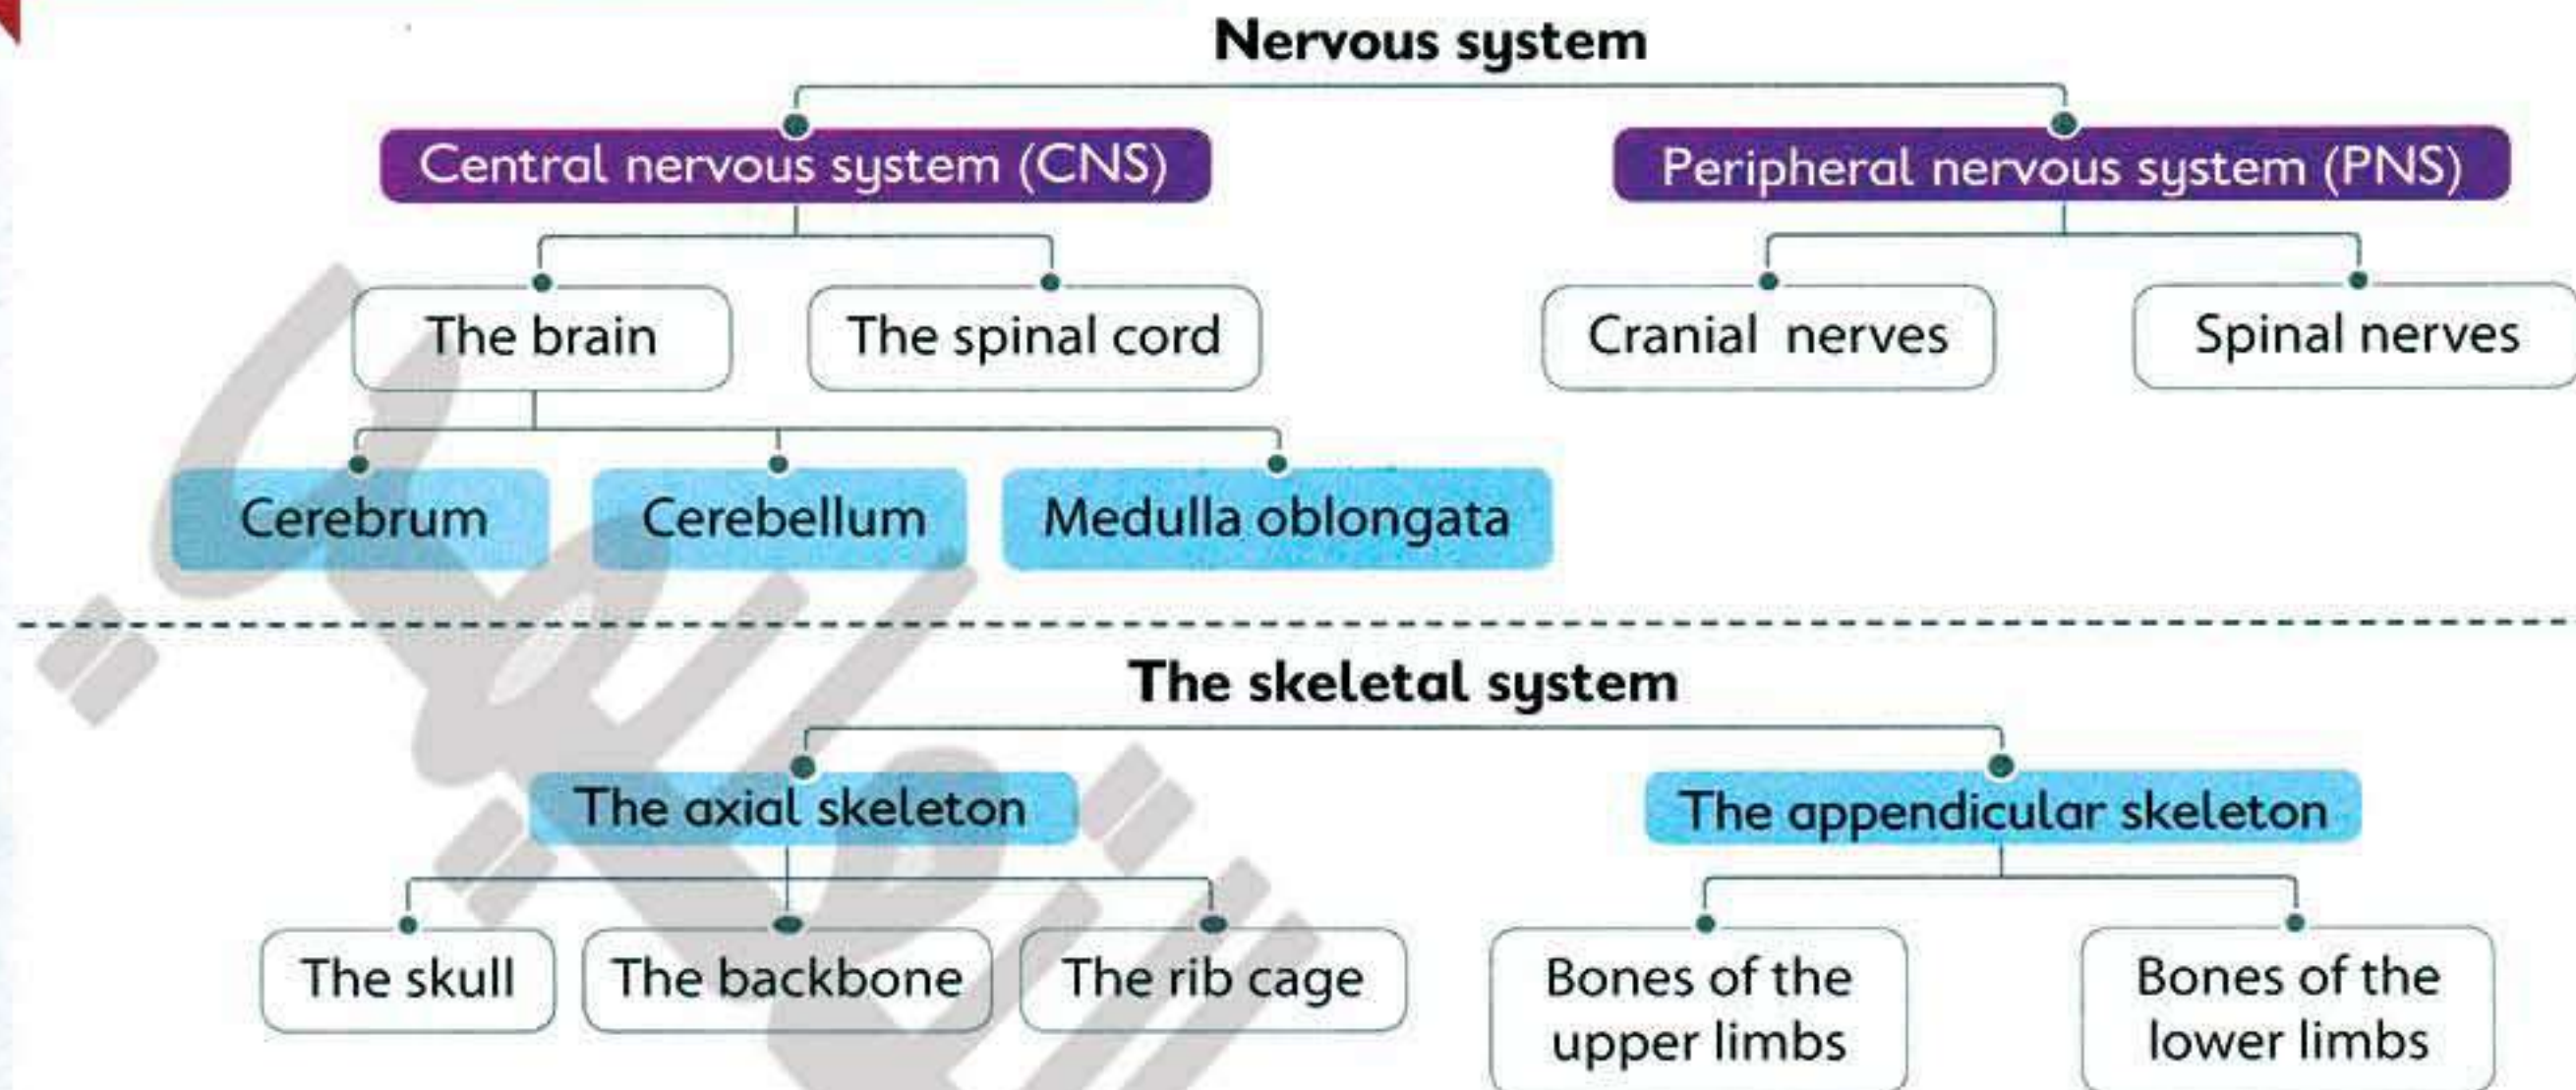 Nervous system
Central nervous system (CNS)
Peripheral nervous system (PNS)
The brain
The spinal cord
Cranial nerves
Spinal nerves
Cerebrum
Cerebellum
Medulla oblongata
The skeletal system
The axial skeleton
The appendicular skeleton
The skull
The backbone
The rib cage
Bones of the
upper limbs
Bones of the
lower limbs